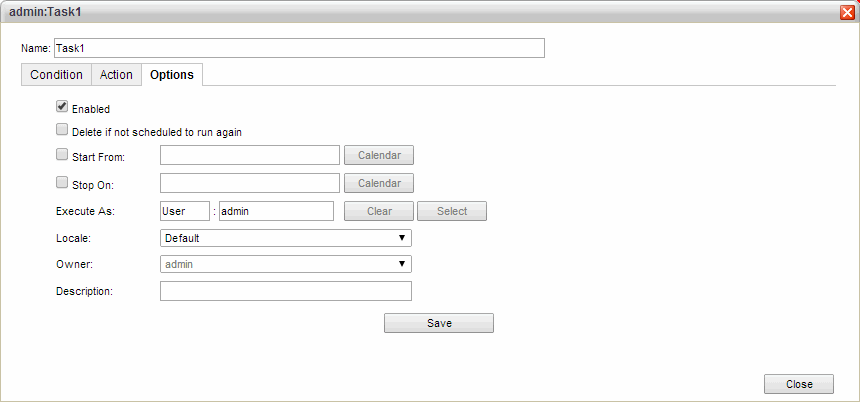 admin:Task1
Name: Task1
Condition Action Options
Enabled
Delete if not scheduled to run again
Start From: Calendar
Stop On: Calendar
Execute As: User : admin Clear Select
Locale: Default
Owner: admin
Description:
Save
Close